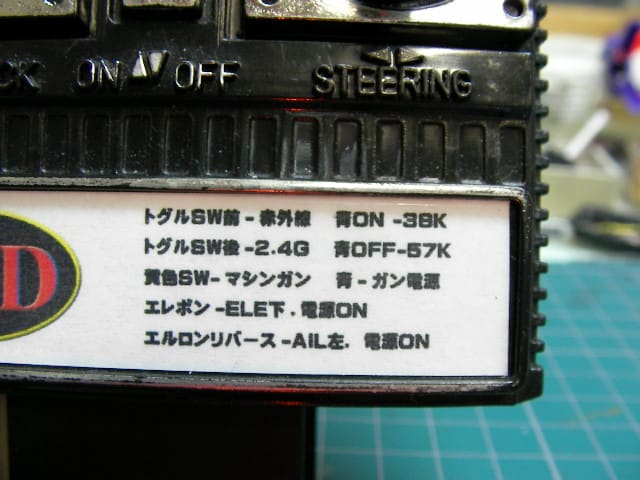 CK ON OFF STEERING
D
トグルSW前-赤外線 青ON-38K
トグルSW後-2.4G 青OFF-57K
黄色SW-マシンガン 青-ガン電源
エレボン-ELE下.電源ON
エルロンリバース-AIL左.電源ON